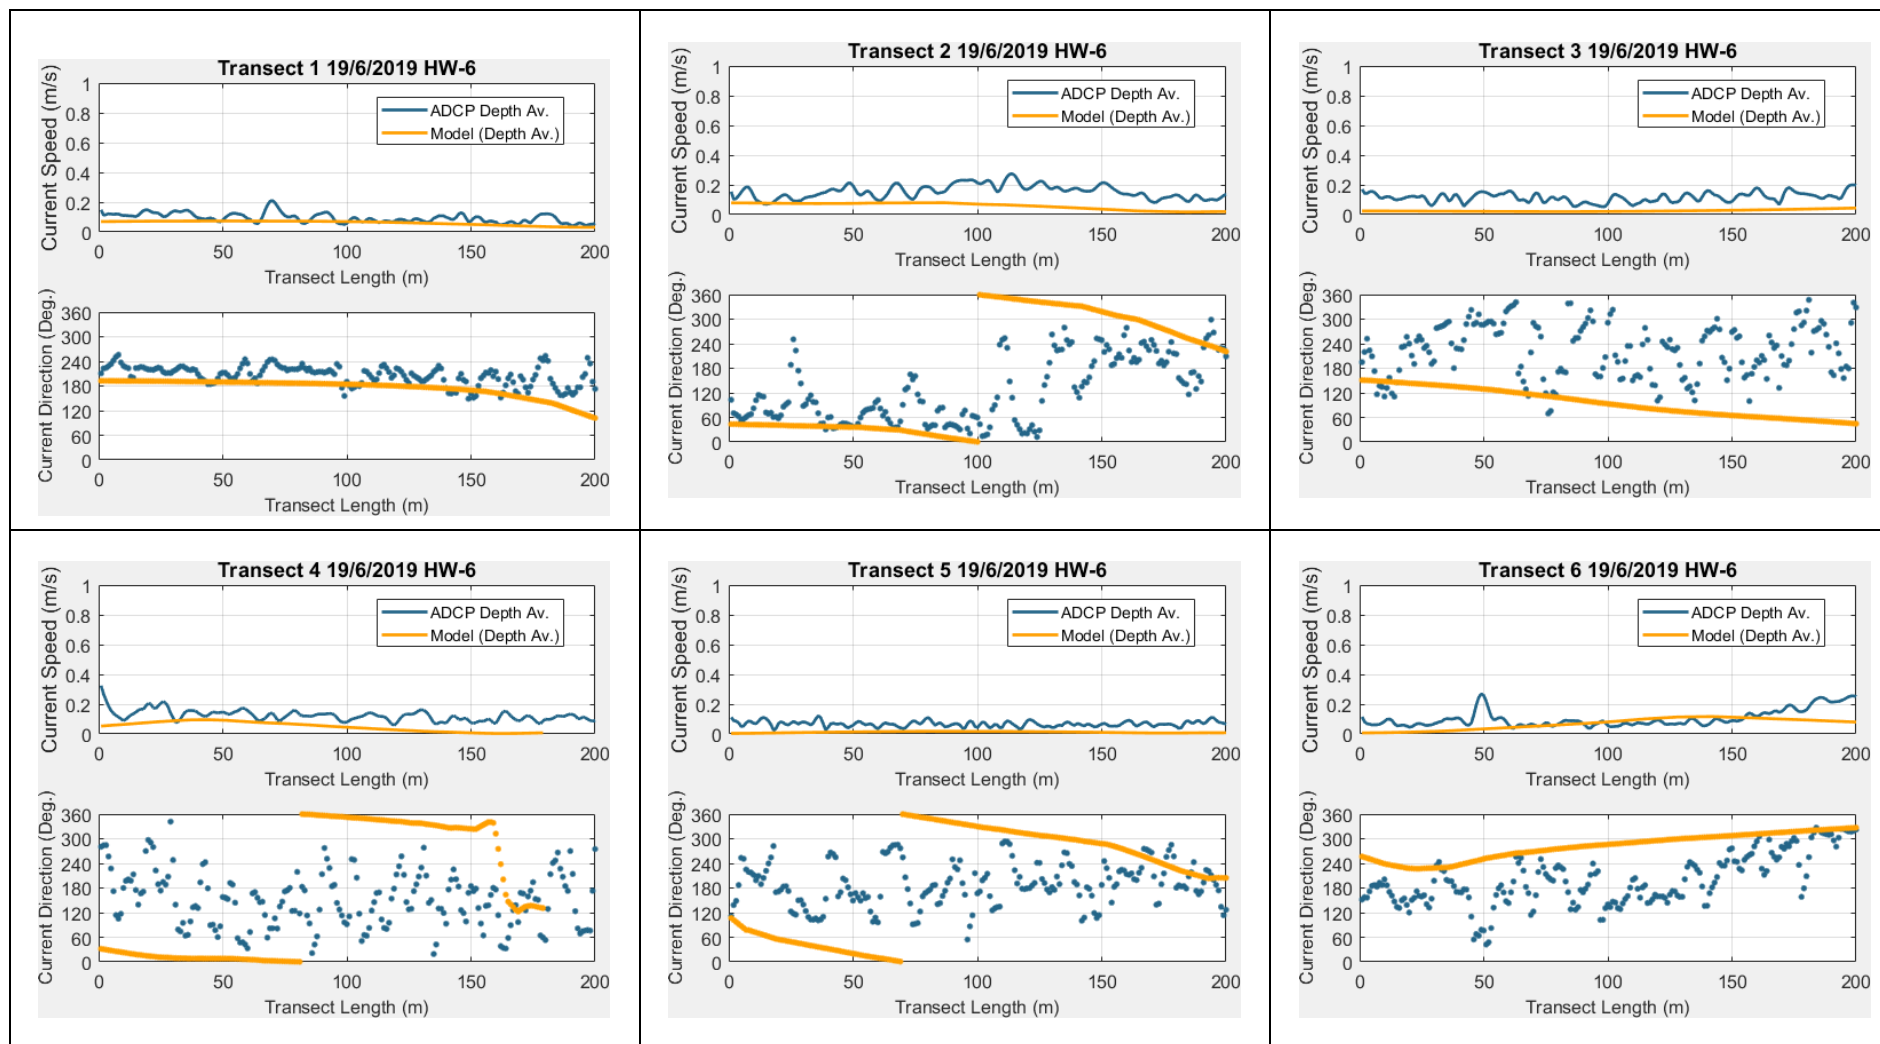 Transect 1 19/6/2019 HW-6
Current Speed (m/s)
1
0.8
0.6
0.4
0.2
0
ADCP Depth Av.
Model (Depth Av.)
0 50 100 150 200
Transect Length (m)
Current Direction (Deg.)
360
300
240
180
120
60
0
0 50 100 150 200
Transect Length (m)
Transect 2 19/6/2019 HW-6
Current Speed (m/s)
1
0.8
0.6
0.4
0.2
0
ADCP Depth Av.
Model (Depth Av.)
0 50 100 150 200
Transect Length (m)
Current Direction (Deg.)
360
300
240
180
120
60
0
0 50 100 150 200
Transect Length (m)
Transect 3 19/6/2019 HW-6
Current Speed (m/s)
1
0.8
0.6
0.4
0.2
0
ADCP Depth Av.
Model (Depth Av.)
0 50 100 150 200
Transect Length (m)
Current Direction (Deg.)
360
300
240
180
120
60
0
0 50 100 150 200
Transect Length (m)
Transect 4 19/6/2019 HW-6
Current Speed (m/s)
1
0.8
0.6
0.4
0.2
0
ADCP Depth Av.
Model (Depth Av.)
0 50 100 150 200
Transect Length (m)
Current Direction (Deg.)
360
300
240
180
120
60
0
0 50 100 150 200
Transect Length (m)
Transect 5 19/6/2019 HW-6
Current Speed (m/s)
1
0.8
0.6
0.4
0.2
0
ADCP Depth Av.
Model (Depth Av.)
0 50 100 150 200
Transect Length (m)
Current Direction (Deg.)
360
300
240
180
120
60
0
0 50 100 150 200
Transect Length (m)
Transect 6 19/6/2019 HW-6
Current Speed (m/s)
1
0.8
0.6
0.4
0.2
0
ADCP Depth Av.
Model (Depth Av.)
0 50 100 150 200
Transect Length (m)
Current Direction (Deg.)
360
300
240
180
120
60
0
0 50 100 150 200
Transect Length (m)